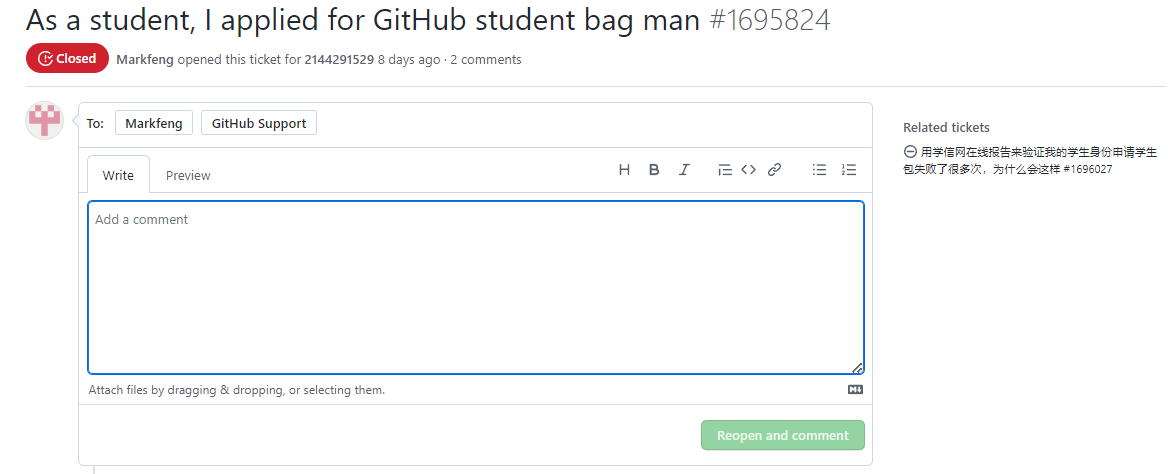 As a student, I applied for GitHub student bag man #1695824
Closed Markfeng opened this ticket for 2144291529 8 days ago · 2 comments
To: Markfeng GitHub Support
Write Preview
Add a comment
Attach files by dragging & dropping, or selecting them.
Reopen and comment
Related tickets
用学信网在线报告来验证我的学生身份申请学生
包失败了很多次，为什么会这样 #1696027